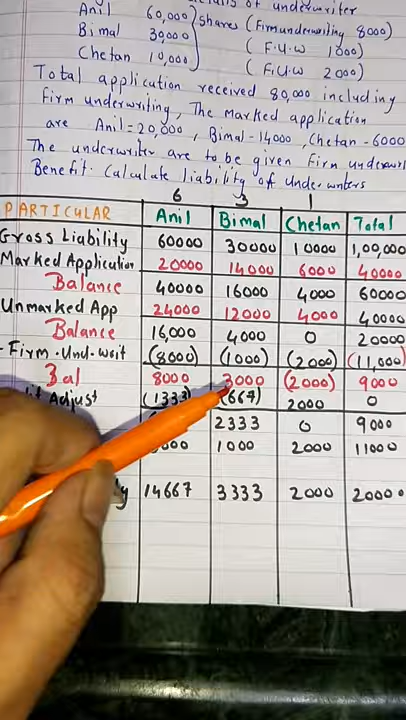 of underwriter
Anil 60,000 Shares (Firm underwriting 8000)
Bimal 30,000 (F.U.W 1000)
Chetan 10,000 (F.U.W 2000)
Total application received 80,000 including
Firm underwriting, The Marked application
are Anil=20,000, Bimal-14000, Chetan-6000
The underwriter are to be given Firm underwri
Benefit. Calculate liability of Underwriters
6 3 1
PARTICULAR Anil Bimal Chetan Total
Gross Liability 60000 30000 10000 1,00,000
Marked Application 20000 14000 6000 40000
Balance 40000 16000 4000 60000
Unmarked App 24000 12000 4000 40000
Balance 16,000 4000 0 20000
-Firm-Und-woit (8000) (1000) (2000) (11,000)
Bal 8000 3000 (2000) 9000
Adjust (1333) (667) 2000 0
2333 0 9000
000 1000 2000 11000
14667 3333 2000 20000